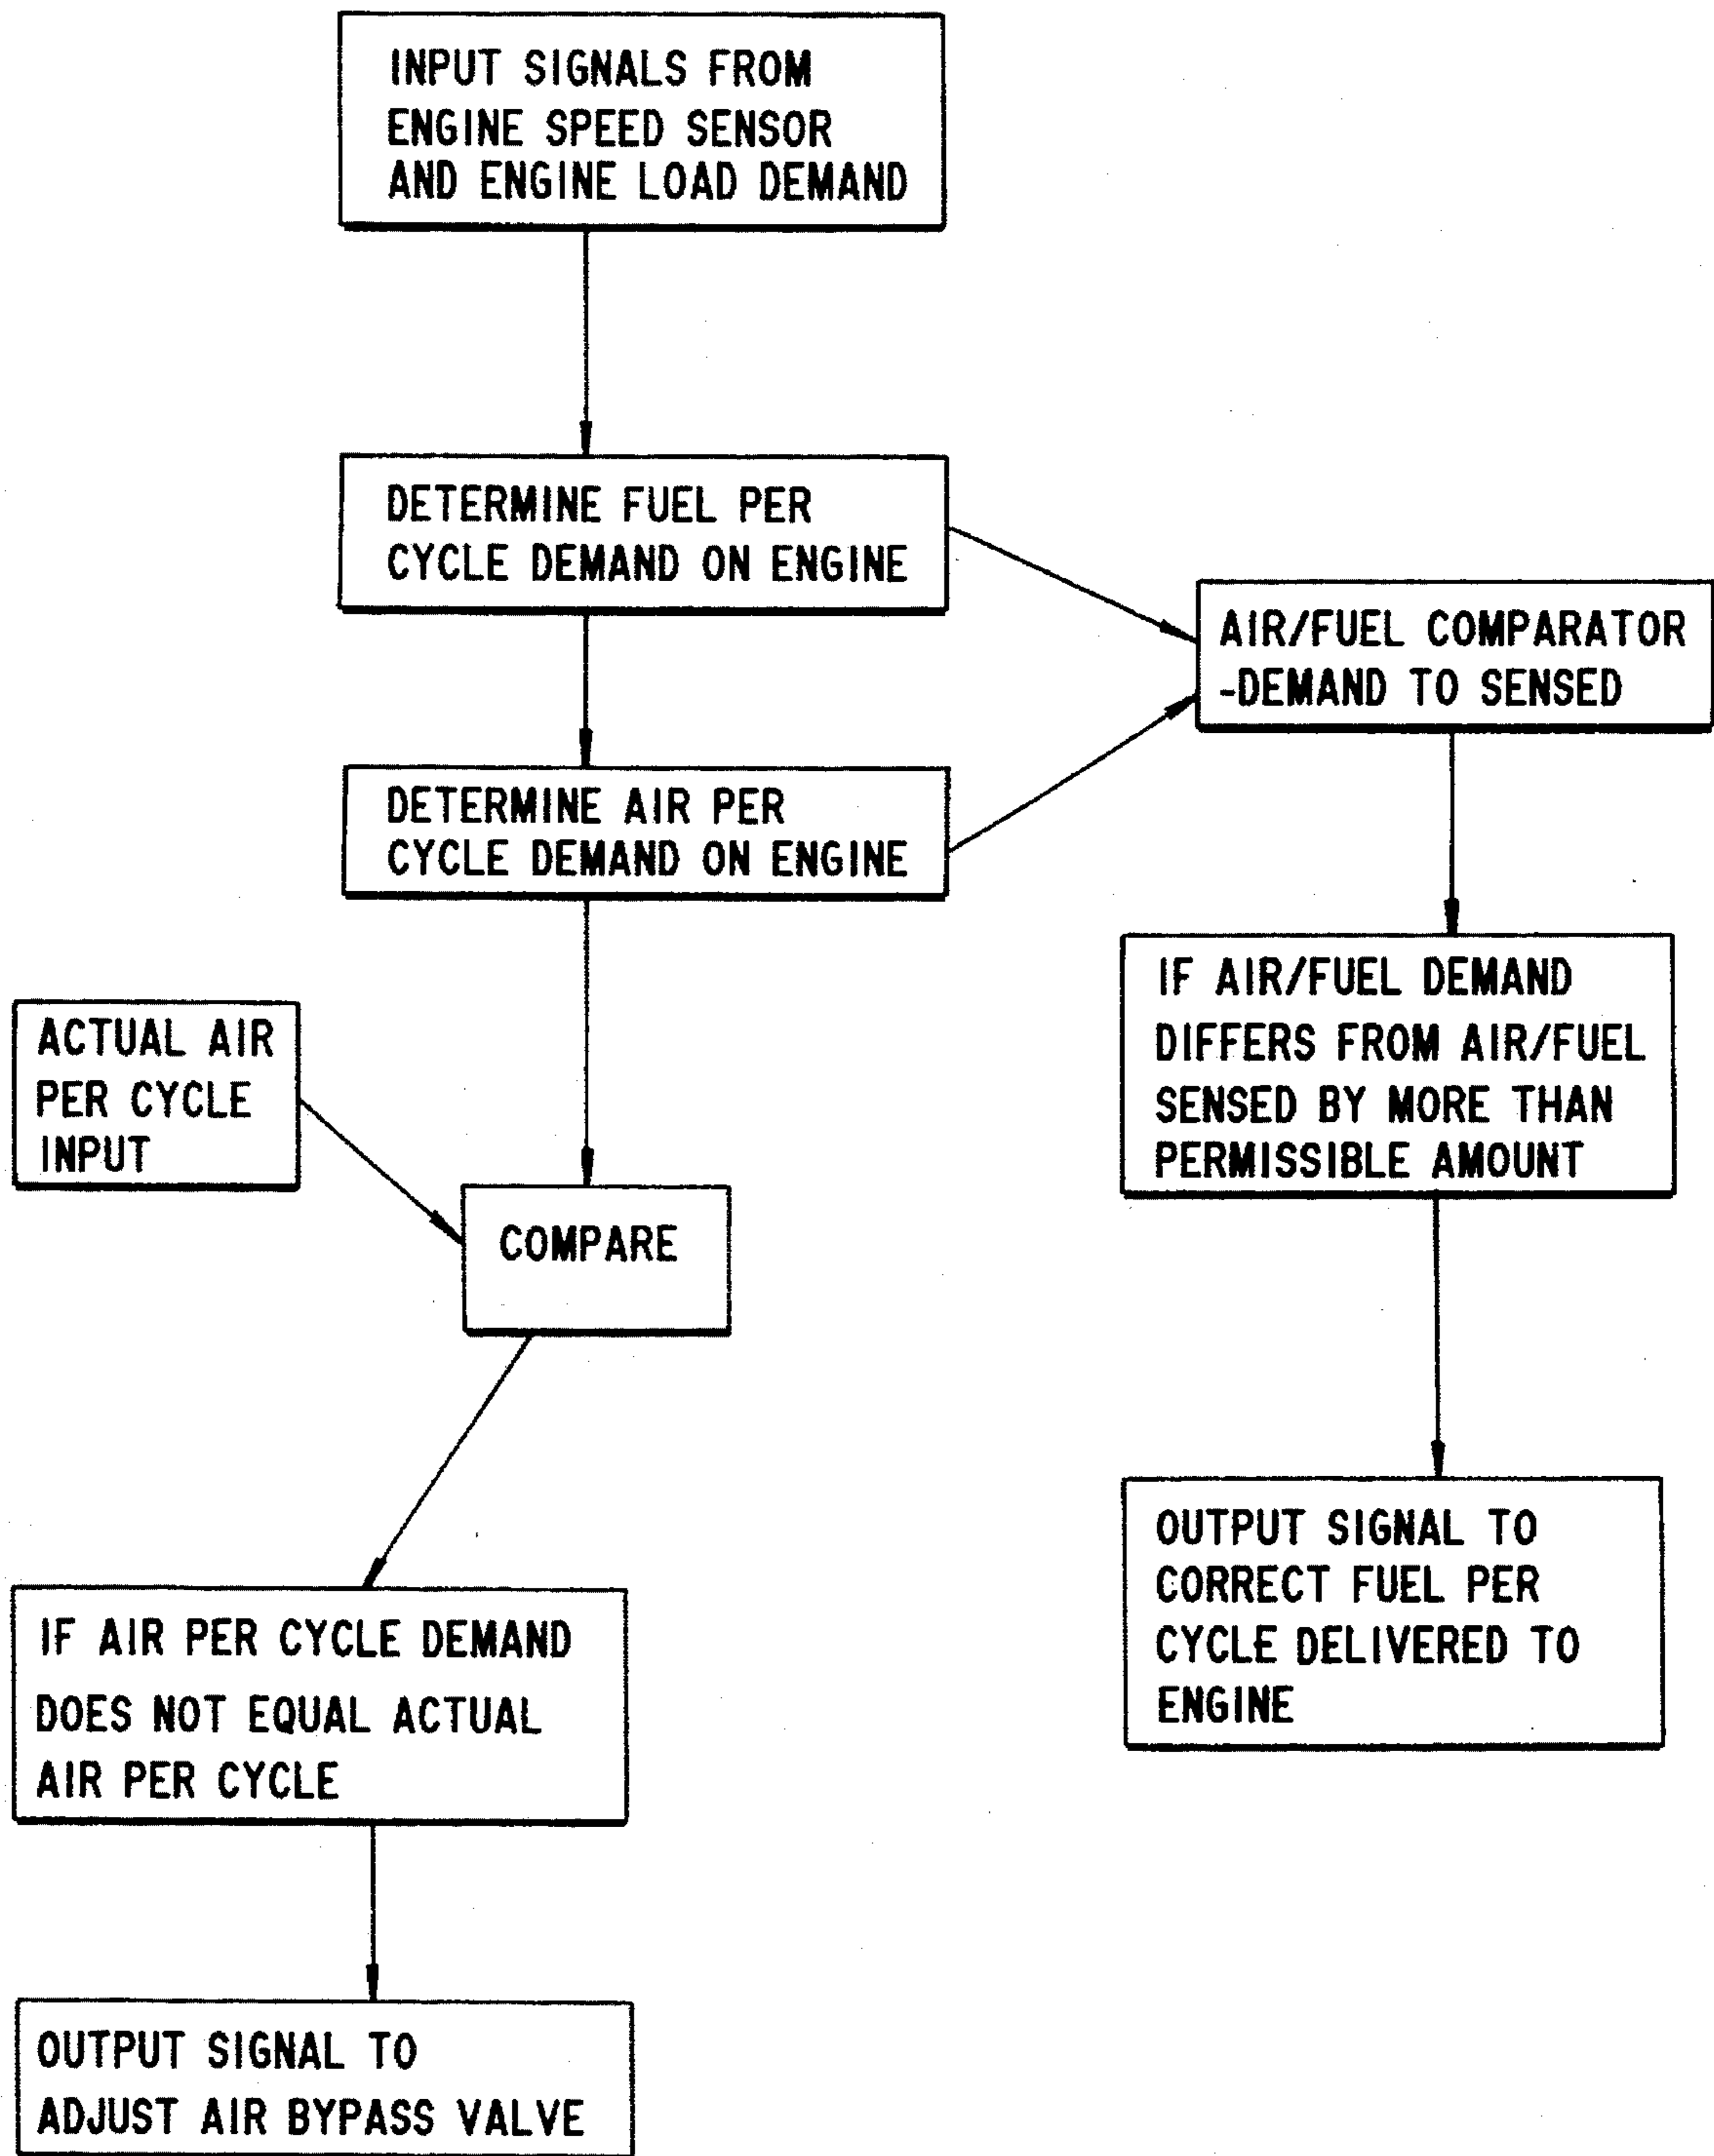 INPUT SIGNALS FROM
ENGINE SPEED SENSOR
AND ENGINE LOAD DEMAND
DETERMINE FUEL PER
CYCLE DEMAND ON ENGINE
AIR/FUEL COMPARATOR
-DEMAND TO SENSED
DETERMINE AIR PER
CYCLE DEMAND ON ENGINE
IF AIR/FUEL DEMAND
DIFFERS FROM AIR/FUEL
SENSED BY MORE THAN
PERMISSIBLE AMOUNT
ACTUAL AIR
PER CYCLE
INPUT
COMPARE
OUTPUT SIGNAL TO
CORRECT FUEL PER
CYCLE DELIVERED TO
ENGINE
IF AIR PER CYCLE DEMAND
DOES NOT EQUAL ACTUAL
AIR PER CYCLE
OUTPUT SIGNAL TO
ADJUST AIR BYPASS VALVE